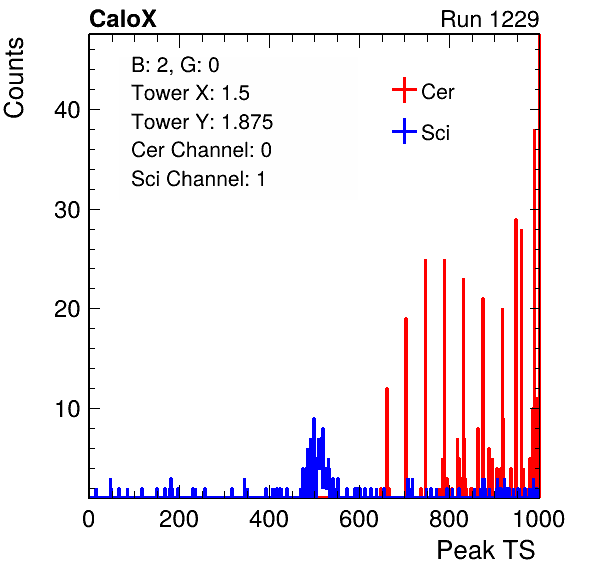 CaloX Run 1229
Counts
B: 2, G: 0
Tower X: 1.5
Tower Y: 1.875
Cer Channel: 0
Sci Channel: 1
Cer
Sci
40
30
20
10
0 200 400 600 800 1000
Peak TS